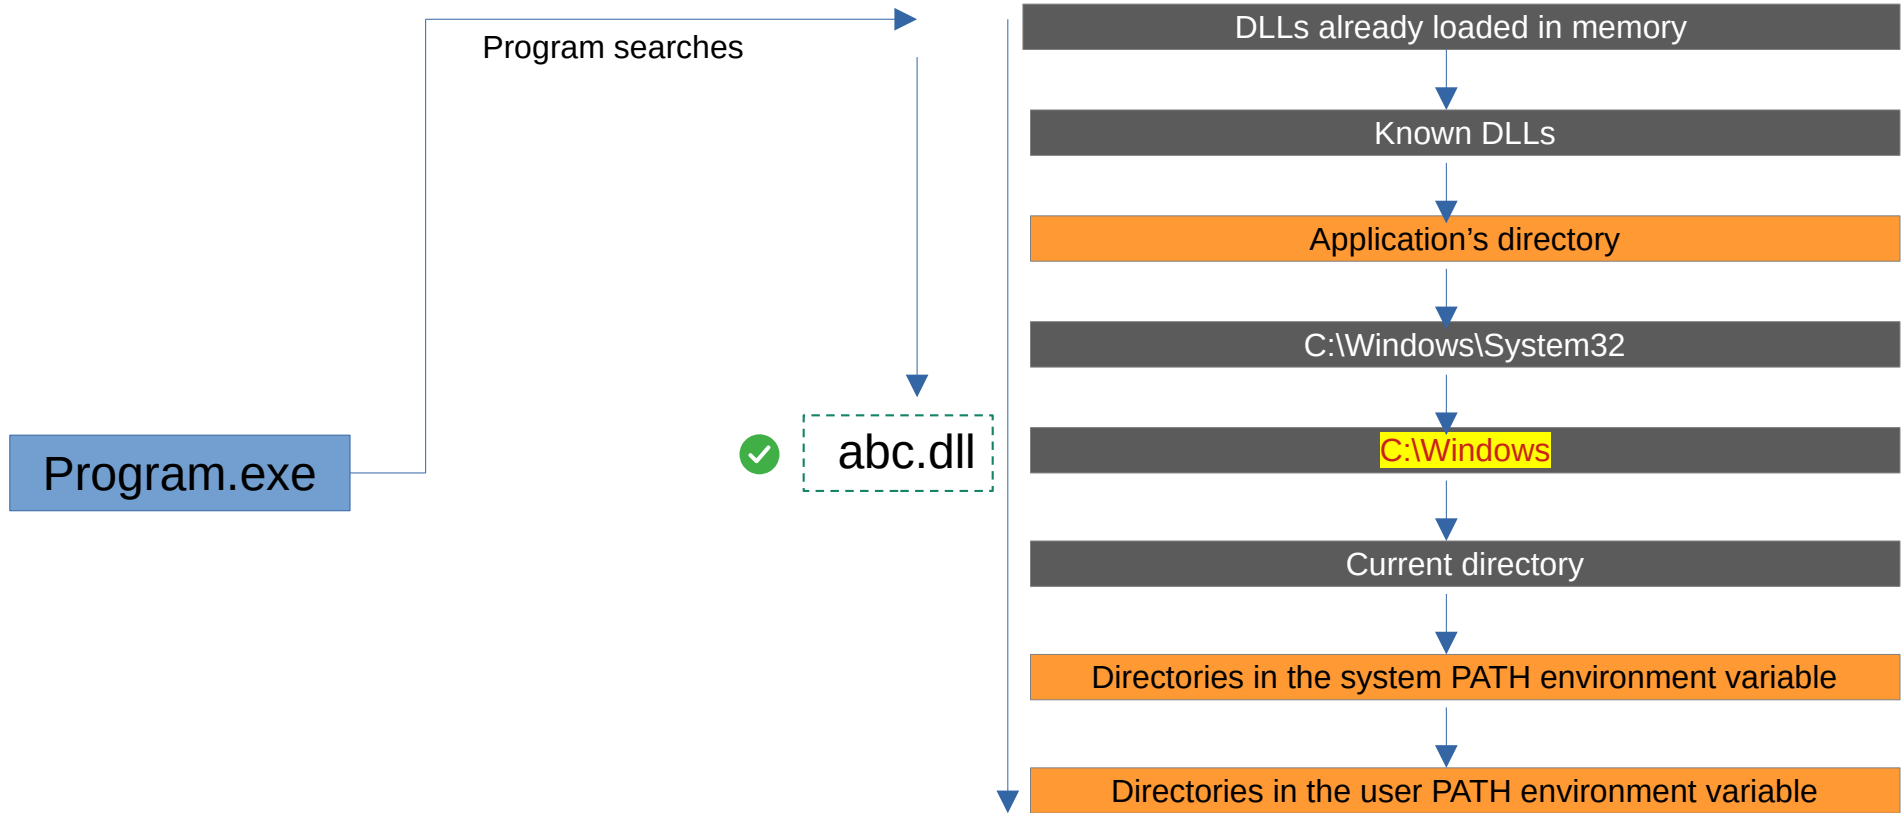 Program searches
Program.exe
abc.dll
DLLs already loaded in memory
Known DLLs
Application’s directory
C:\Windows\System32
C:\Windows
Current directory
Directories in the system PATH environment variable
Directories in the user PATH environment variable